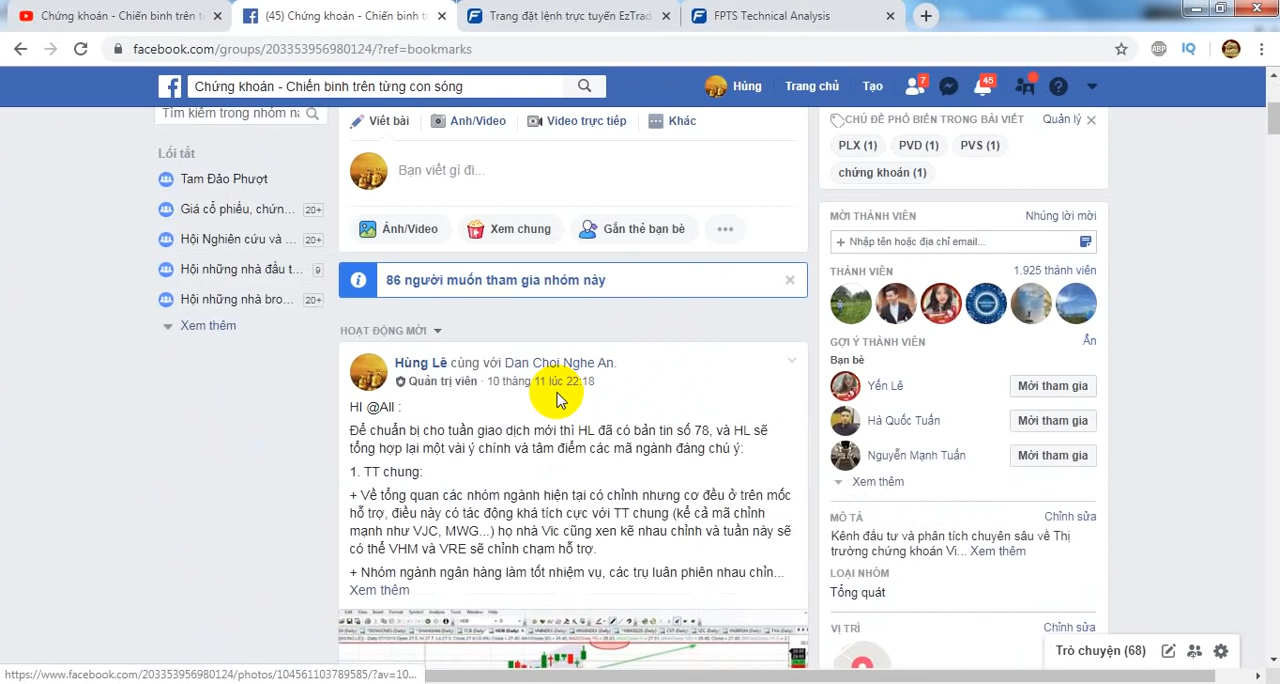 Chứng khoán - Chiến binh trên t
(45) Chứng khoán - Chiến binh tr
Trang đặt lệnh trực tuyến EzTrad
FPTS Technical Analysis
facebook.com/groups/203353956980124/?ref=bookmarks
ABP
IQ
Chứng khoán - Chiến binh trên từng con sóng
Hùng
Trang chủ
Tạo
7
46
Tìm kiếm trong nhóm nà
Viết bài
Ảnh/Video
Video trực tiếp
Khác
CHỦ ĐỀ PHỔ BIẾN TRONG BÀI VIẾT
Quản lý
PLX (1)
PVD (1)
PVS (1)
chứng khoán (1)
Lối tắt
Tam Đảo Phượt
Giá cổ phiếu, chứn...
20+
Hội Nghiên cứu và ...
20+
Hội những nhà đầu t...
9
Hội những nhà bro...
20+
Xem thêm
Bạn viết gì đi...
Ảnh/Video
Xem chung
Gắn thẻ bạn bè
86 người muốn tham gia nhóm này
HOẠT ĐỘNG MỚI
Hùng Lê cùng với Dan Choi Nghe An.
Quản trị viên · 10 tháng 11 lúc 22:18
HI @All :
Để chuẩn bị cho tuần giao dịch mới thì HL đã có bản tin số 78, và HL sẽ
tổng hợp lại một vài ý chính và tâm điểm các mã ngành đáng chú ý:
1. TT chung:
+ Về tổng quan các nhóm ngành hiện tại có chỉnh nhưng cơ đều ở trên mốc
hỗ trợ, điều này có tác động khá tích cực với TT chung (kể cả mã chỉnh
mạnh như VJC, MWG...) họ nhà Vic cũng xen kẽ nhau chỉnh và tuần này sẽ
có thể VHM và VRE sẽ chỉnh chạm hỗ trợ.
+ Nhóm ngành ngân hàng làm tốt nhiệm vụ, các trụ luân phiên nhau chỉn...
Xem thêm
MỜI THÀNH VIÊN
Nhúng lời mời
Nhập tên hoặc địa chỉ email...
THÀNH VIÊN
1.925 thành viên
GỢI Ý THÀNH VIÊN
Ẩn
Bạn bè
Yến Lê
Mời tham gia
Hà Quốc Tuấn
Mời tham gia
Nguyễn Mạnh Tuấn
Mời tham gia
Xem thêm
MÔ TẢ
Chỉnh sửa
Kênh đầu tư và phân tích chuyên sâu về Thị
trường chứng khoán Vi... Xem thêm
LOẠI NHÓM
Tổng quát
VỊ TRÍ
Chỉnh sửa
Trò chuyện (68)
https://www.facebook.com/203353956980124/photos/104561103789585/?av=10...